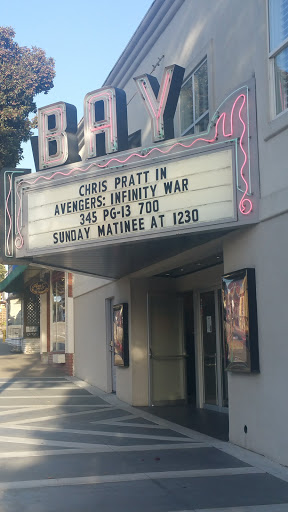 BAY
CHRIS PRATT IN
AVENGERS: INFINITY WAR
345 PG-13 700
SUNDAY MATINEE AT 1230